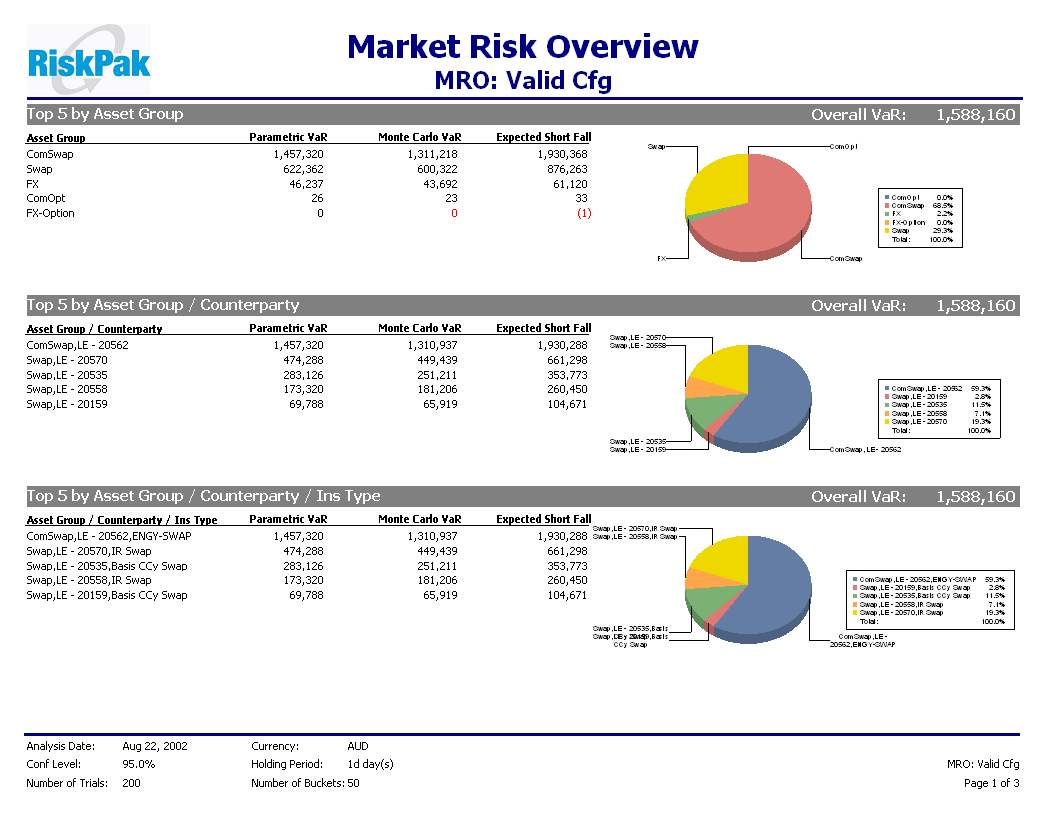 RiskPak
Market Risk Overview
MRO: Valid Cfg
Top 5 by Asset Group Overall VaR: 1,588,160
Asset Group Parametric VaR Monte Carlo VaR Expected Short Fall
ComSwap 1,457,320 1,311,218 1,930,368
Swap 622,362 600,322 876,263
FX 46,237 43,692 61,120
ComOpt 26 23 33
FX-Option 0 0 (1)
Swap ComOpt
FX ComSwap
ComOpt 0.0%
ComSwap 68.5%
FX 2.2%
FX-Option 0.0%
Swap 29.3%
Total: 100.0%
Top 5 by Asset Group / Counterparty Overall VaR: 1,588,160
Asset Group / Counterparty Parametric VaR Monte Carlo VaR Expected Short Fall
ComSwap,LE - 20562 1,457,320 1,310,937 1,930,288
Swap,LE - 20570 474,288 449,439 661,298
Swap,LE - 20535 283,126 251,211 353,773
Swap,LE - 20558 173,320 181,206 260,450
Swap,LE - 20159 69,788 65,919 104,671
Swap,LE - 20570
Swap,LE - 20558
Swap,LE - 20535
Swap,LE - 20159 ComSwap,LE - 20562
ComSwap,LE - 20562 59.3%
Swap,LE - 20159 2.8%
Swap,LE - 20535 11.5%
Swap,LE - 20558 7.1%
Swap,LE - 20570 19.3%
Total: 100.0%
Top 5 by Asset Group / Counterparty / Ins Type Overall VaR: 1,588,160
Asset Group / Counterparty / Ins Type Parametric VaR Monte Carlo VaR Expected Short Fall
ComSwap,LE - 20562,ENGY-SWAP 1,457,320 1,310,937 1,930,288
Swap,LE - 20570,IR Swap 474,288 449,439 661,298
Swap,LE - 20535,Basis CCy Swap 283,126 251,211 353,773
Swap,LE - 20558,IR Swap 173,320 181,206 260,450
Swap,LE - 20159,Basis CCy Swap 69,788 65,919 104,671
Swap,LE - 20570,IR Swap
Swap,LE - 20558,IR Swap
Swap,LE - 20535,Basis
CCy Swap
ComSwap,LE -
20562,ENGY-SWAP
ComSwap,LE - 20562,ENGY-SWAP 59.3%
Swap,LE - 20159,Basis CCy Swap 2.8%
Swap,LE - 20535,Basis CCy Swap 11.5%
Swap,LE - 20558,IR Swap 7.1%
Swap,LE - 20570,IR Swap 19.3%
Total: 100.0%
Analysis Date: Aug 22, 2002 Currency: AUD
Conf Level: 95.0% Holding Period: 1d day(s) MRO: Valid Cfg
Number of Trials: 200 Number of Buckets: 50 Page 1 of 3